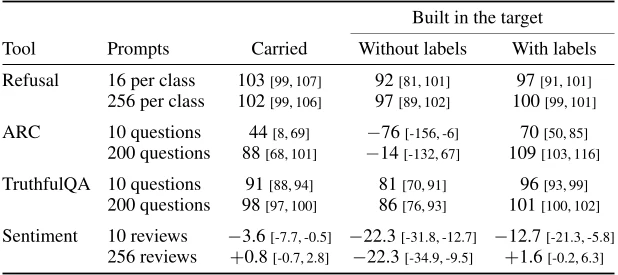 Built in the target
Tool Prompts Carried Without labels With labels
Refusal 16 per class 103 [99, 107] 92 [81, 101] 97 [91, 101]
256 per class 102 [99, 106] 97 [89, 102] 100 [99, 101]
ARC 10 questions 44 [8, 69] −76 [-156, -6] 70 [50, 85]
200 questions 88 [68, 101] −14 [-132, 67] 109 [103, 116]
TruthfulQA 10 questions 91 [88, 94] 81 [70, 91] 96 [93, 99]
200 questions 98 [97, 100] 86 [76, 93] 101 [100, 102]
Sentiment 10 reviews −3.6 [-7.7, -0.5] −22.3 [-31.8, -12.7] −12.7 [-21.3, -5.8]
256 reviews +0.8 [-0.7, 2.8] −22.3 [-34.9, -9.5] +1.6 [-0.2, 6.3]